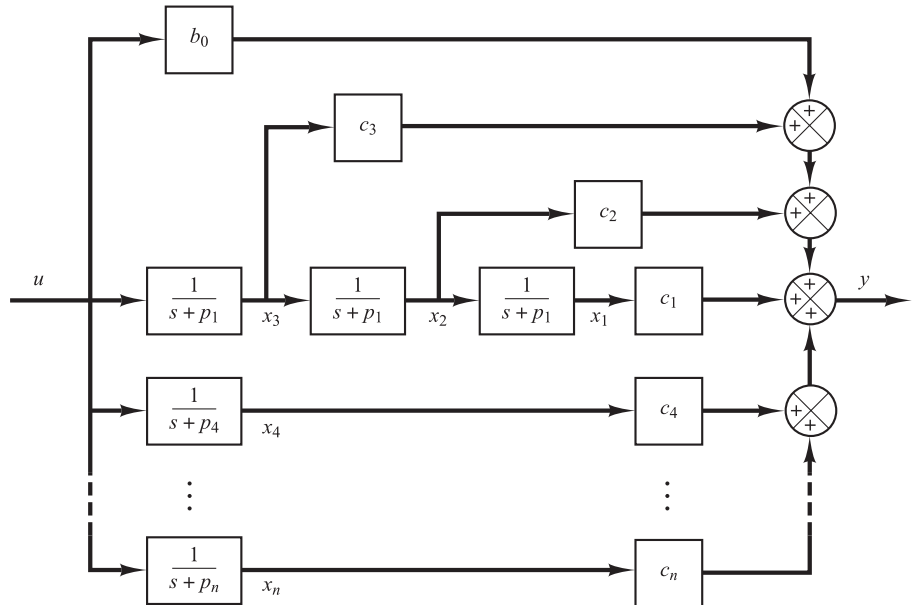 b₀
+
+
c₃
+
+
c₂
u
1
s + p₁
x₃
1
s + p₁
x₂
1
s + p₁
x₁
c₁
+
+
+
y
1
s + p₄
x₄
c₄
+
+
⋮
⋮
1
s + pₙ
xₙ
cₙ